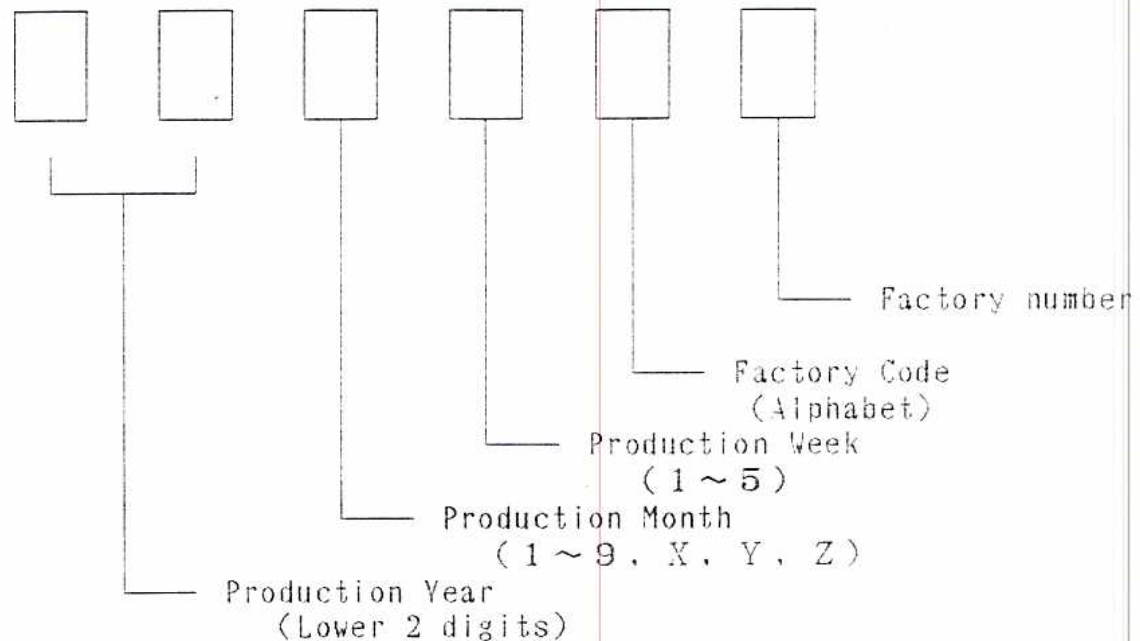 Factory number
Factory Code
(Alphabet)
Production Week
(1~5)
Production Month
(1~9, X, Y, Z)
Production Year
(Lower 2 digits)